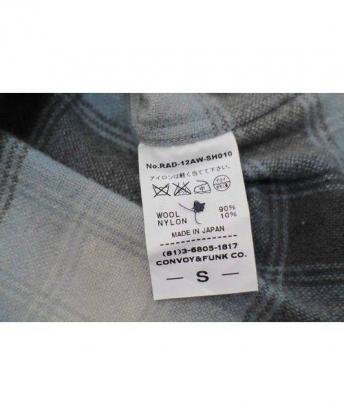 No.RAD-12AW-SH010
アイロンは軽く当てて下さい。
WOOL 90%
NYLON 10%
MADE IN JAPAN
(81)3-6805-1817
CONVOY&FUNK CO.
— S —